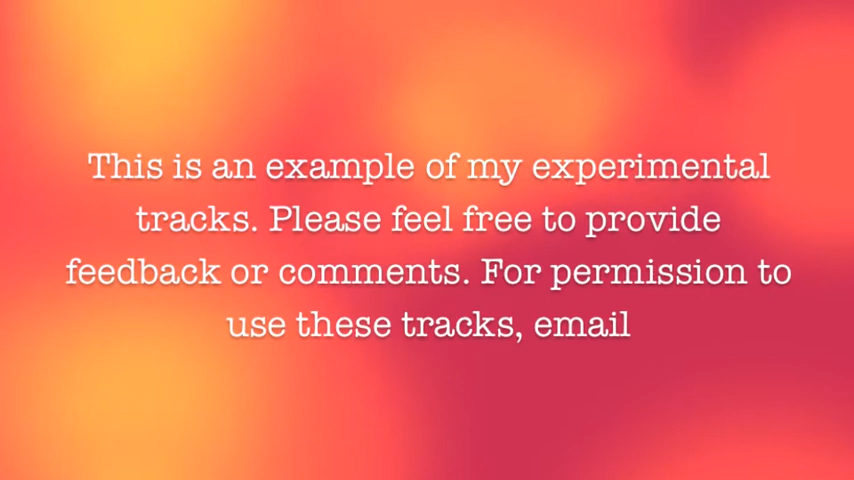 This is an example of my experimental
tracks. Please feel free to provide
feedback or comments. For permission to
use these tracks, email